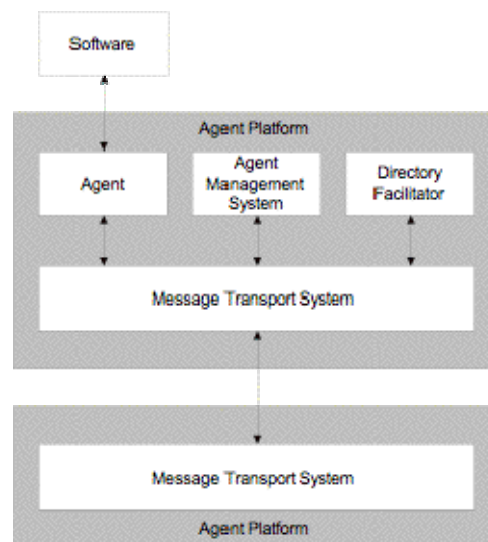 Software
Agent Platform
Agent
Agent
Management
System
Directory
Facilitator
Message Transport System
Message Transport System
Agent Platform